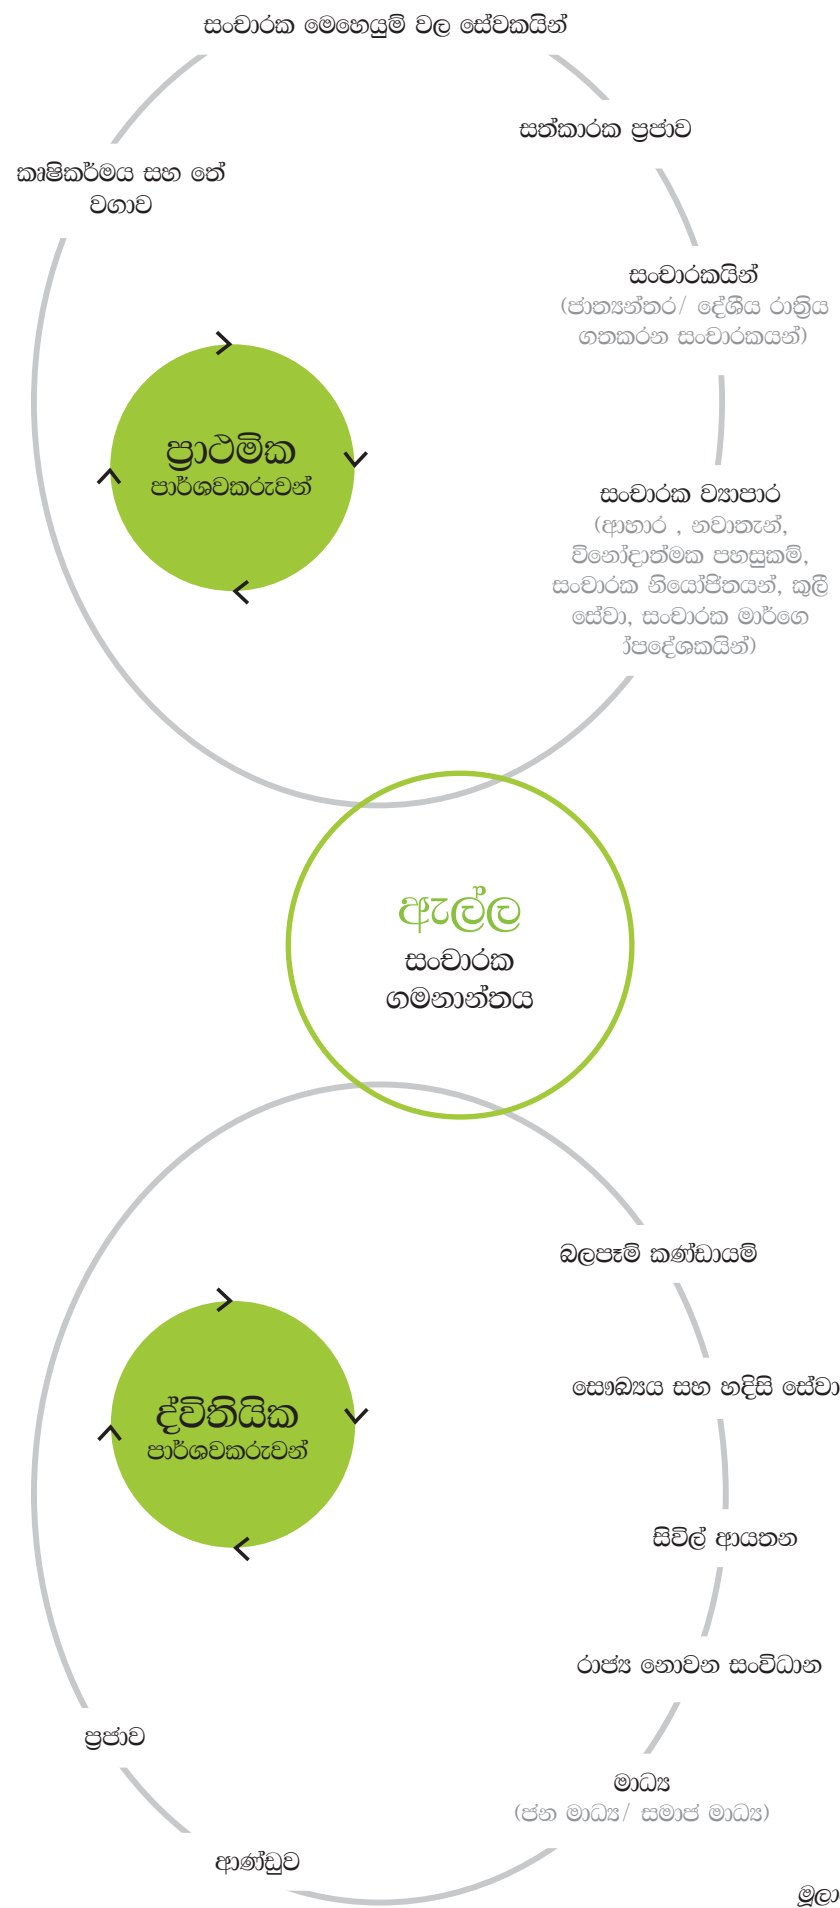 සංචාරක මෙහෙයුම් වල සේවකයින්
සත්කාරක ප්‍රජාව
කෘෂිකර්මය සහ තේ
වගාව
සංචාරකයින්
(ජාත්‍යන්තර/ දේශීය රාත්‍රිය
ගතකරන සංචාරකයන්)
ප්‍රාථමික
පාර්ශවකරුවන්
සංචාරක ව්‍යාපාර
(ආහාර , නවාතැන්,
විනෝදාත්මක පහසුකම්,
සංචාරක නියෝජිතයන්, කුලී
සේවා, සංචාරක මාර්ගෙ
ා්පදේශකයින්)
ඇල්ල
සංචාරක
ගමනාන්තය
බලපෑම් කණ්ඩායම්
සෞඛ්‍යය සහ හදිසි සේවා
ද්විතියික
පාර්ශවකරුවන්
සිවිල් ආයතන
රාජ්‍ය නොවන සංවිධාන
ප්‍රජාව
මාධ්‍ය
(ජන මාධ්‍ය/ සමාජ මාධ්‍ය)
ආණ්ඩුව
මූලා